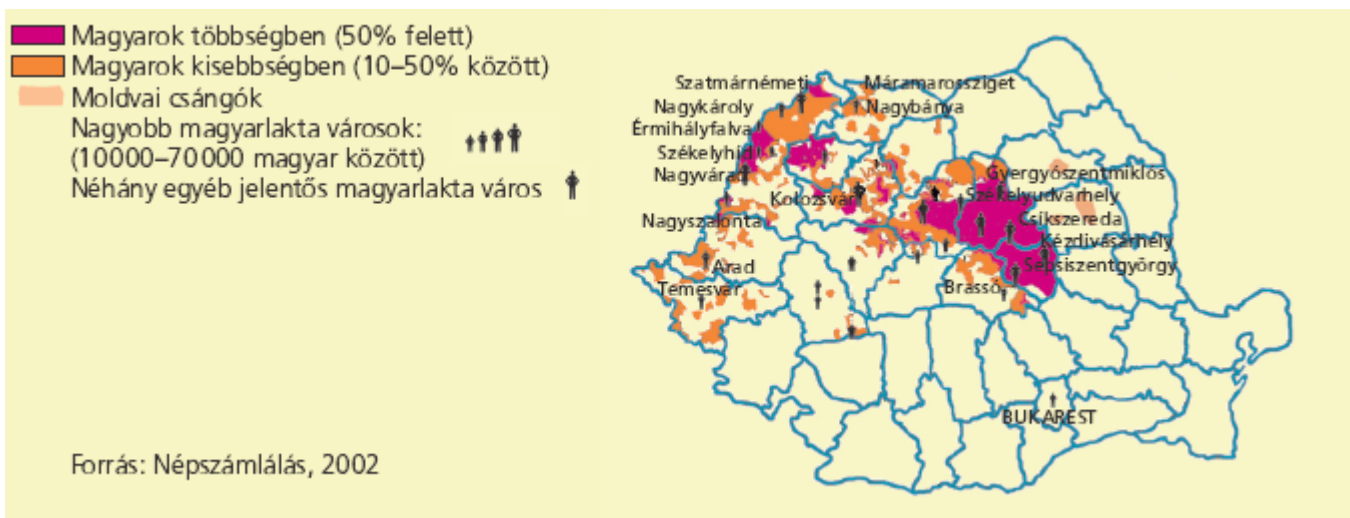 Magyarok többségben (50% felett)
Magyarok kisebbségben (10–50% között)
Moldvai csángók
Nagyobb magyarlakta városok:
(10000–70000 magyar között)
Néhány egyéb jelentős magyarlakta város
Forrás: Népszámlálás, 2002
Szatmárnémeti
Máramarossziget
Nagykároly
Nagybánya
Érmihályfalva
Székelyhíd
Nagyvárad
Gyergyószentmiklós
Kolozsvár
Székelyudvarhely
Nagyszalonta
Csíkszereda
Kézdivásárhely
Arad
Sepsiszentgyörgy
Temesvár
Brassó
BUKAREST